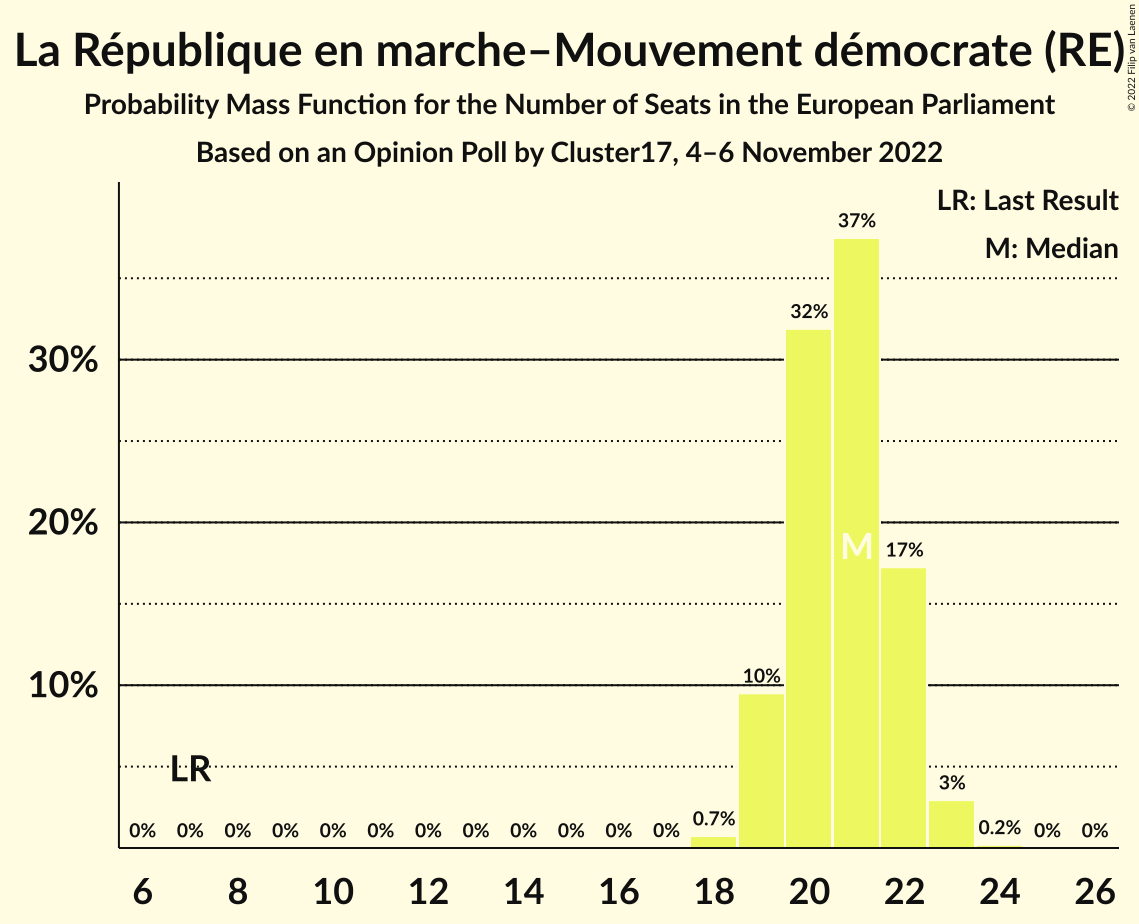 La République en marche–Mouvement démocrate (RE)
© 2022 Filip van Laenen
Probability Mass Function for the Number of Seats in the European Parliament
Based on an Opinion Poll by Cluster17, 4–6 November 2022
LR: Last Result
M: Median
37%
32%
30%
20%
M
17%
10%
10%
LR
3%
0% 0% 0% 0% 0% 0% 0% 0% 0% 0% 0% 0% 0.7% 0.2% 0% 0%
6 8 10 12 14 16 18 20 22 24 26